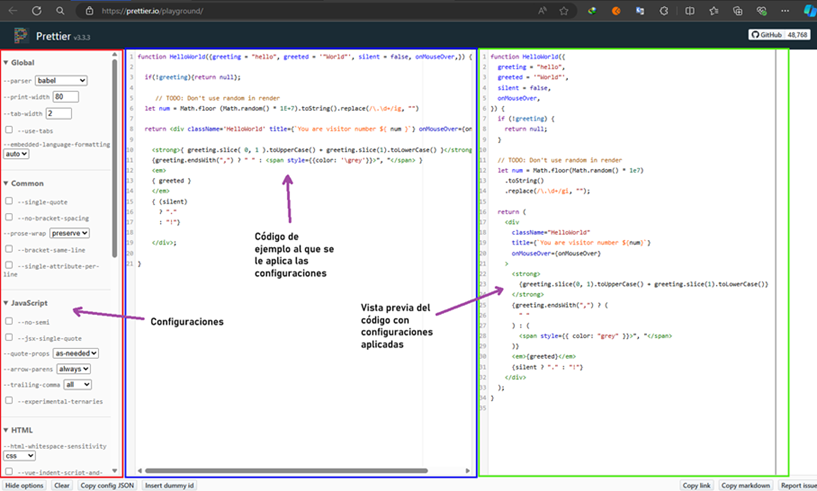 https://prettier.io/playground/
Prettier v3.3.3
GitHub 48,768
▼ Global
--parser babel
--print-width 80
--tab-width 2
--use-tabs
--embedded-language-formatting
auto
▼ Common
--single-quote
--no-bracket-spacing
--prose-wrap preserve
--bracket-same-line
--single-attribute-per-
line
▼ JavaScript
--no-semi
--jsx-single-quote
--quote-props as-needed
--arrow-parens always
--trailing-comma all
--experimental-ternaries
▼ HTML
--html-whitespace-sensitivity
css
--vue-indent-script-and-
Configuraciones
1 function HelloWorld({greeting = "hello", greeted = '"World"', silent = false, onMouseOver,}) {
2
3 if(!greeting){return null};
4
5 // TODO: Don't use random in render
6 let num = Math.floor (Math.random() * 1E+7).toString().replace(/\.\d+/ig, "")
7
8 return <div className='HelloWorld' title={`You are visitor number ${ num }`} onMouseOver={on
9
10 <strong>{ greeting.slice( 0, 1 ).toUpperCase() + greeting.slice(1).toLowerCase() }</strong
11 {greeting.endsWith(",") ? " " : <span style={{color: '\grey'}}>", "</span> }
12 <em>
13 { greeted }
14 </em>
15 { (silent)
16 ? "."
17 : "!"}
18
19 </div>;
20
21 }
Código de
ejemplo al que se
le aplica las
configuraciones
1 function HelloWorld({
2 greeting = "hello",
3 greeted = '"World"',
4 silent = false,
5 onMouseOver,
6 }) {
7 if (!greeting) {
8 return null;
9 }
10
11 // TODO: Don't use random in render
12 let num = Math.floor(Math.random() * 1e7)
13 .toString()
14 .replace(/\.\d+/gi, "");
15
16 return (
17 <div
18 className="HelloWorld"
19 title={`You are visitor number ${num}`}
20 onMouseOver={onMouseOver}
21 >
22 <strong>
23 {greeting.slice(0, 1).toUpperCase() + greeting.slice(1).toLowerCase()}
24 </strong>
25 {greeting.endsWith(",") ? (
26 " "
27 ) : (
28 <span style={{ color: "grey" }}>", "</span>
29 )}
30 <em>{greeted}</em>
31 {silent ? "." : "!"}
32 </div>
33 );
34 }
35
Vista previa del
código con
configuraciones
aplicadas
Hide options Clear Copy config JSON Insert dummy id Copy link Copy markdown Report issue